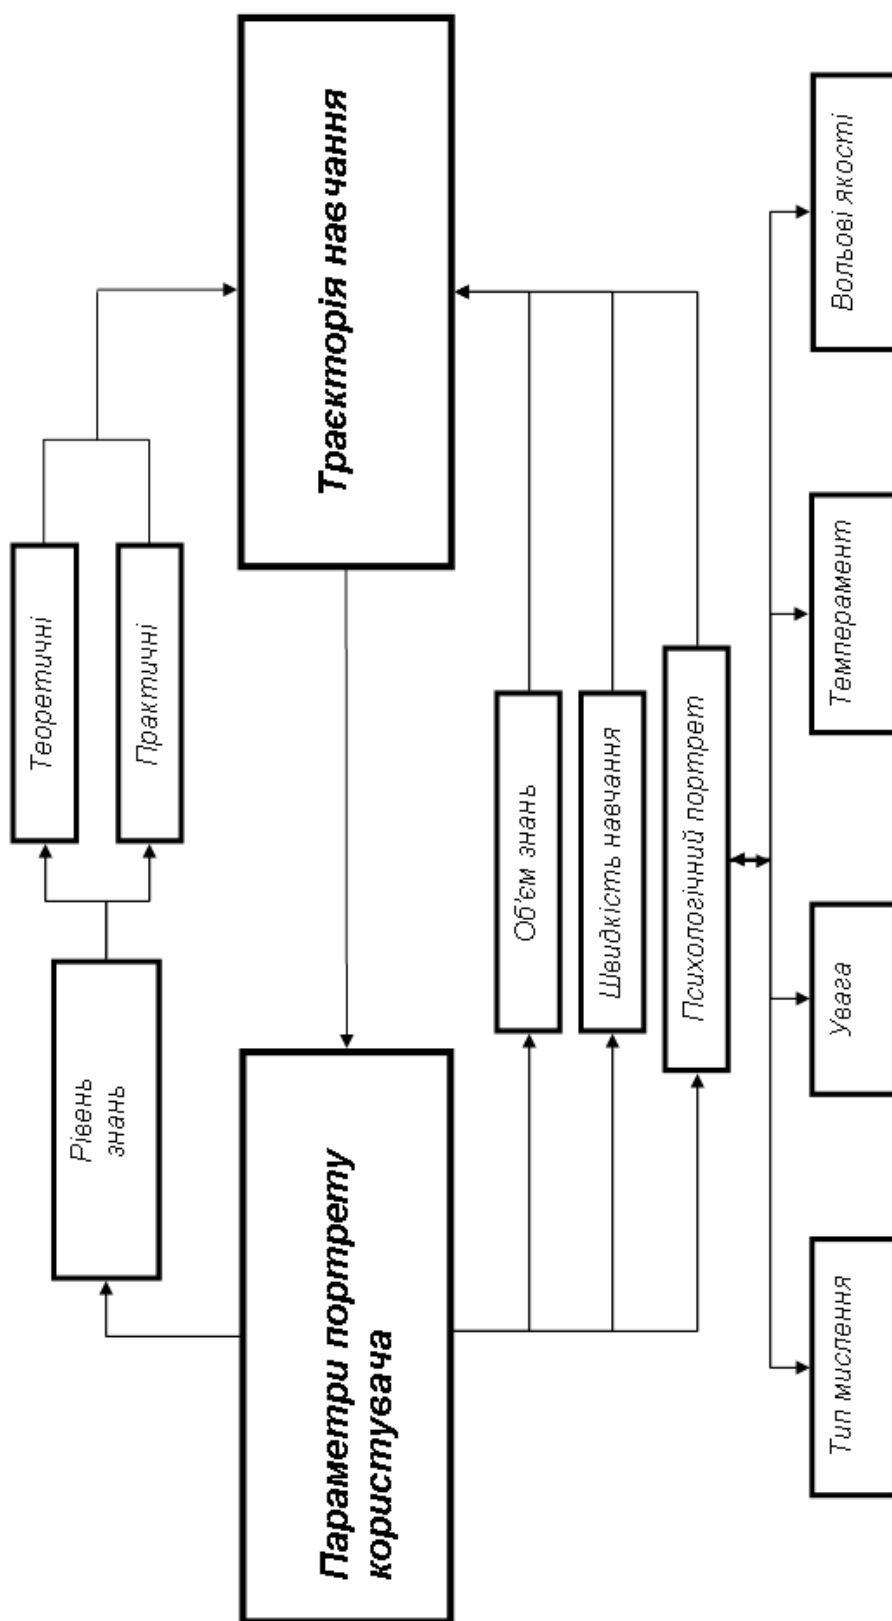 Теоретичні
Практичні
Рівень
знань
Параметри портрету
користувача
Траєкторія навчання
Об'єм знань
Швидкість навчання
Психологічний портрет
Тип мислення
Увага
Темперамент
Вольові якості